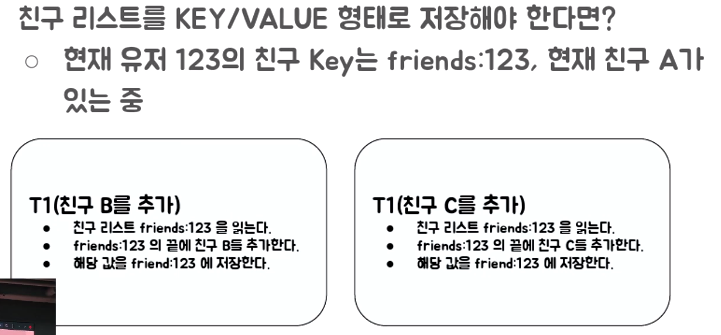 친구 리스트를 KEY/VALUE 형태로 저장해야 한다면?
○ 현재 유저 123의 친구 Key는 friends:123, 현재 친구 A가
있는 중
T1(친구 B를 추가)
● 친구 리스트 friends:123 을 읽는다.
● friends:123 의 끝에 친구 B를 추가한다.
● 해당 값을 friend:123 에 저장한다.
T1(친구 C를 추가)
● 친구 리스트 friends:123 을 읽는다.
● friends:123 의 끝에 친구 C를 추가한다.
● 해당 값을 friend:123 에 저장한다.